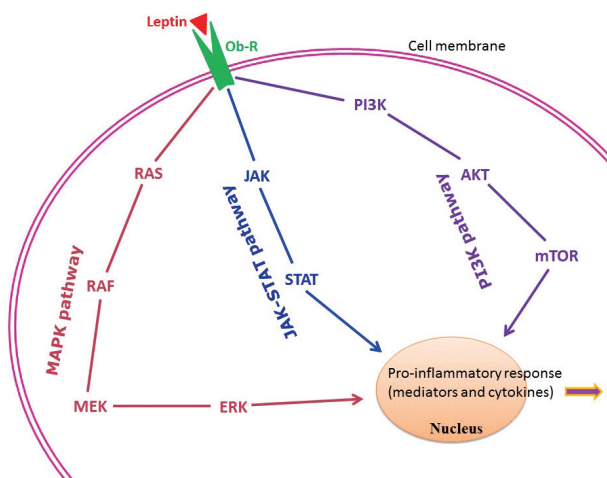 Leptin
Ob-R
Cell membrane
PI3K
RAS
JAK
AKT
JAK-STAT pathway
PI3K pathway
mTOR
STAT
RAF
MAPK pathway
Pro-inflammatory response
(mediators and cytokines)
MEK
ERK
Nucleus